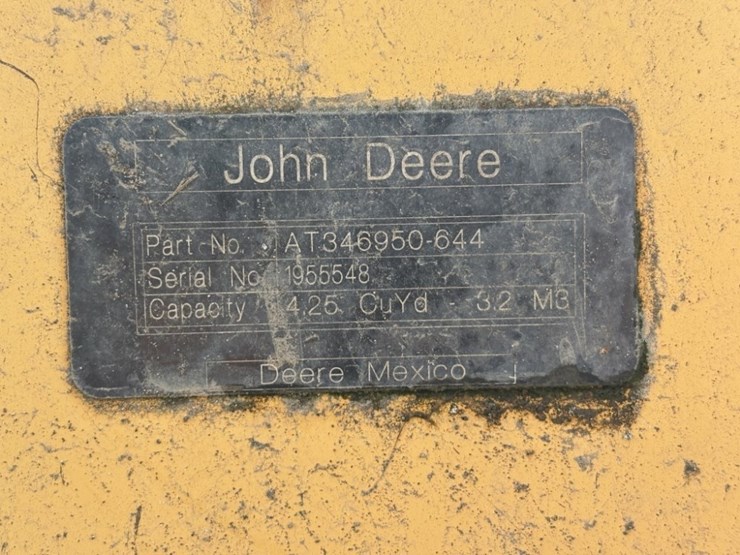 John Deere
Part No. AT346950-644
Serial No 1955548
Capacity 4.25 CuYd - 3.2 M3
Deere Mexico